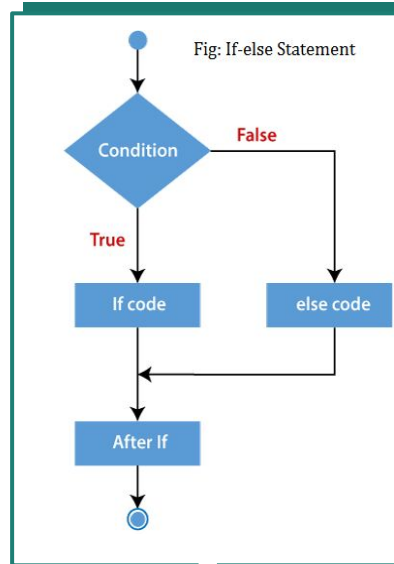 Fig: If-else Statement
Condition
False
True
If code
else code
After If